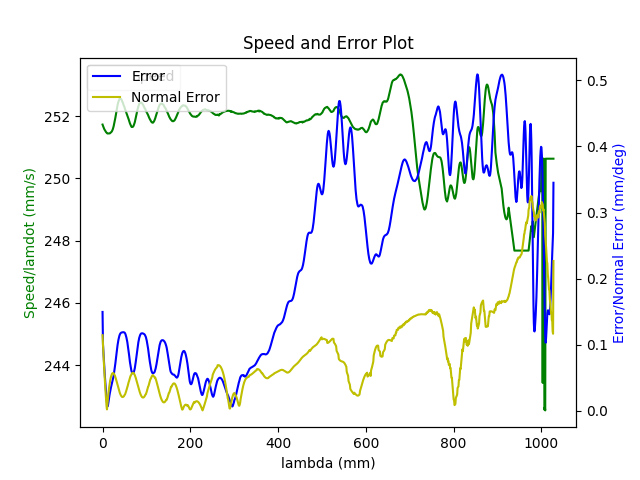 Speed and Error Plot
Error
Normal Error
252
250
248
246
244
0.5
0.4
0.3
0.2
0.1
0.0
0
200
400
600
800
1000
Speed/lamdot (mm/s)
Error/Normal Error (mm/deg)
lambda (mm)